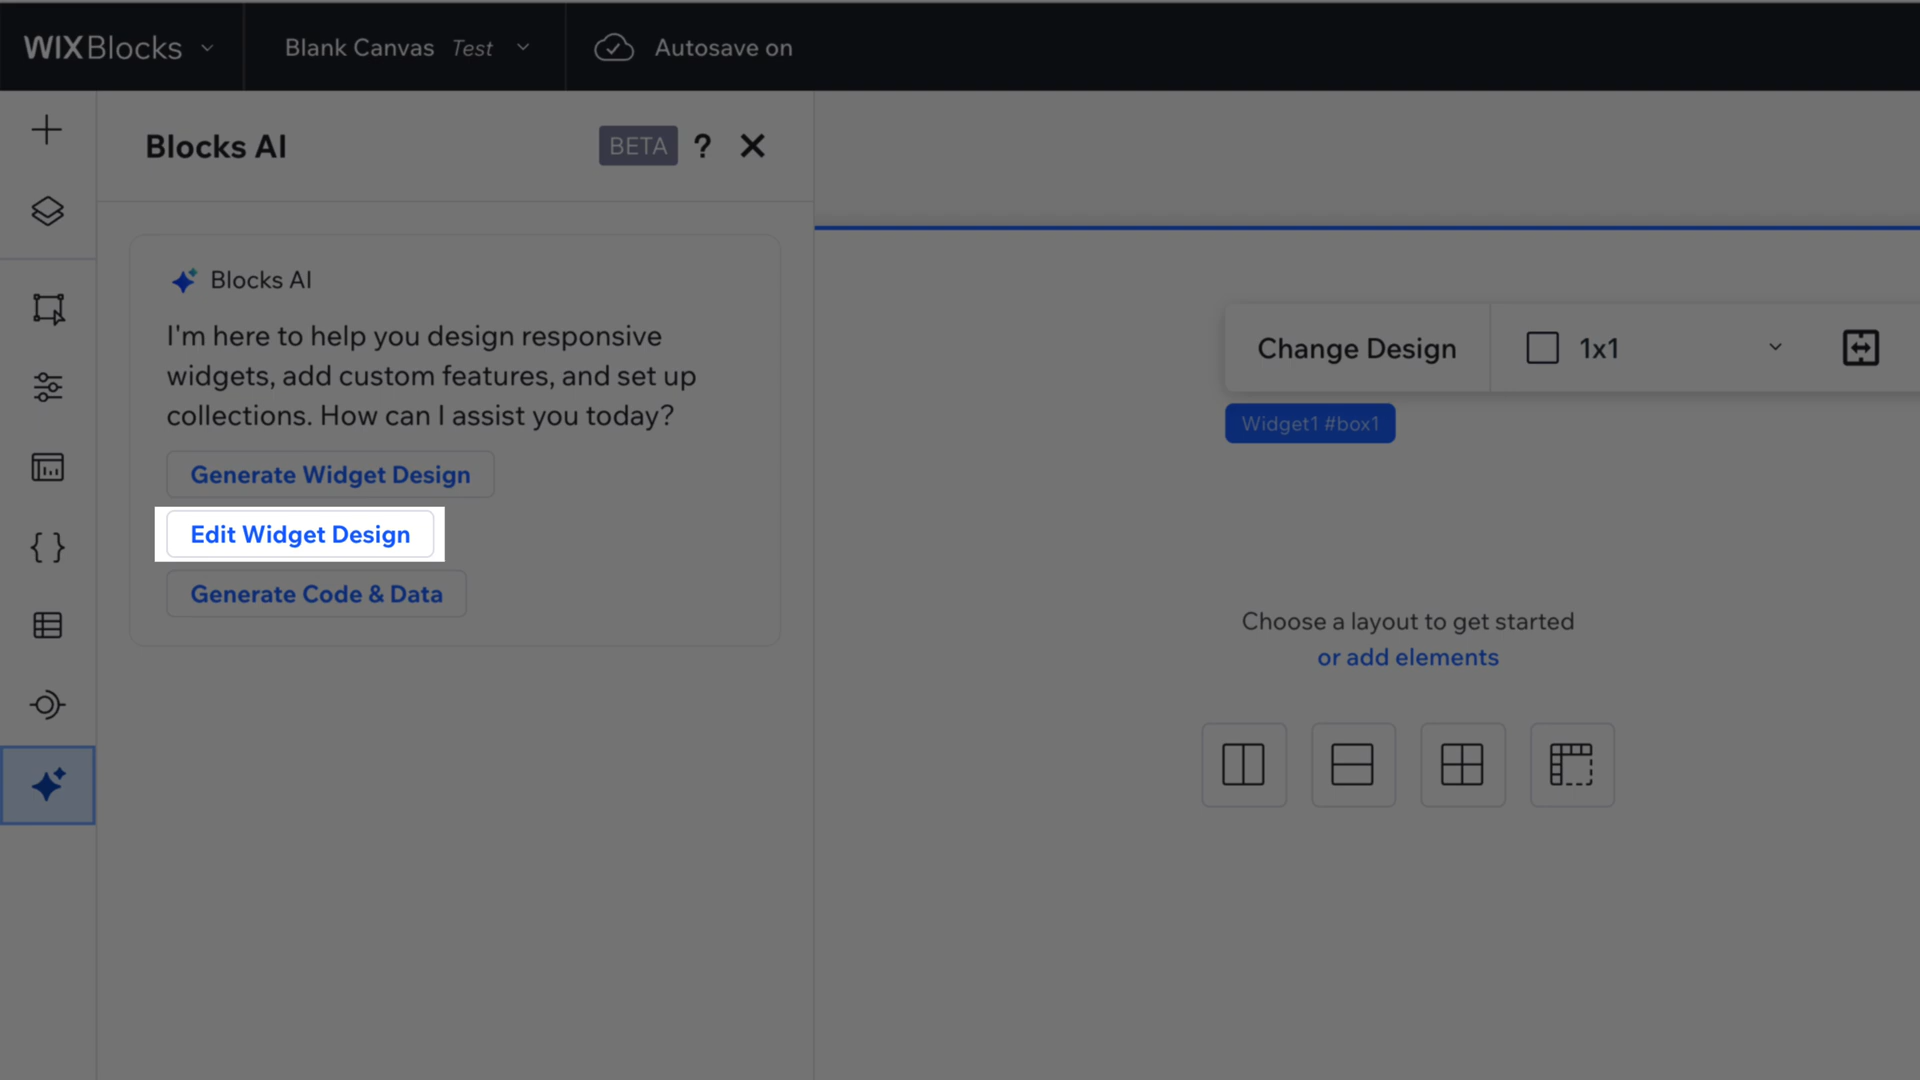 WIXBlocks
Blank Canvas Test
Autosave on
Blocks AI
BETA
?
Blocks AI
I'm here to help you design responsive
widgets, add custom features, and set up
collections. How can I assist you today?
Generate Widget Design
Edit Widget Design
Generate Code & Data
Change Design
1x1
Widget1 #box1
Choose a layout to get started
or add elements